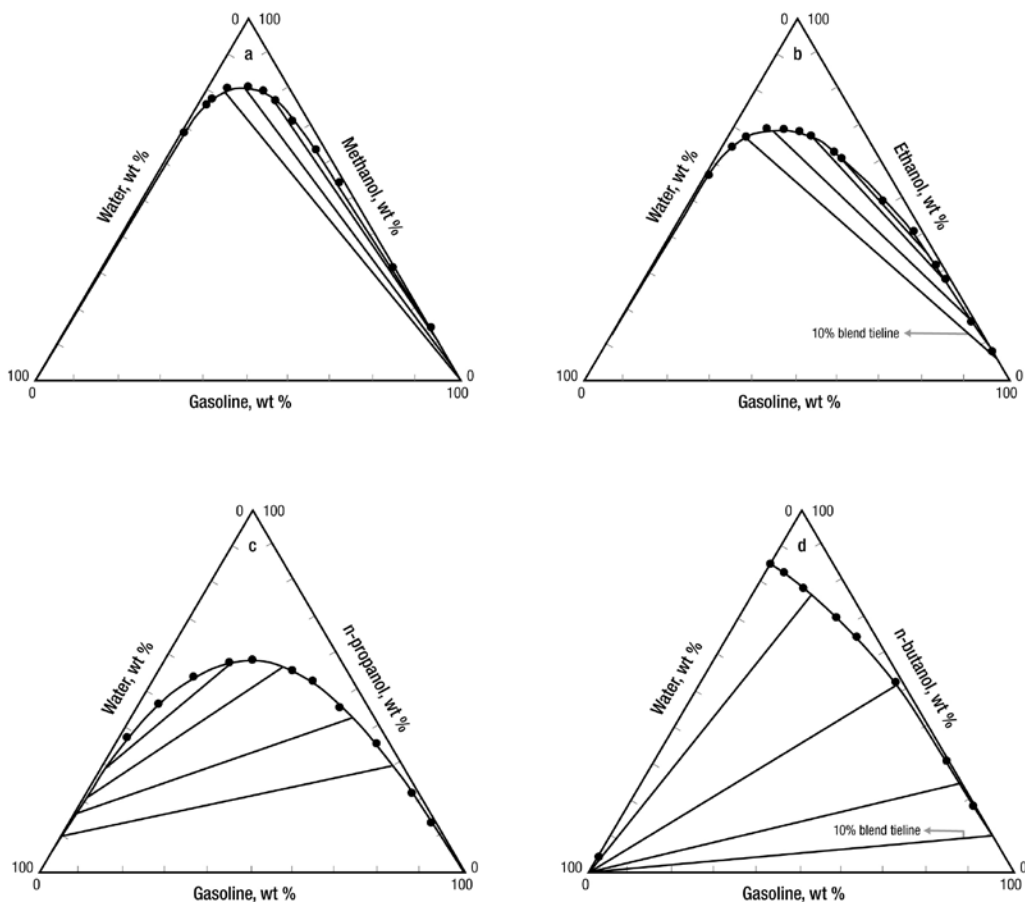 0 100
a
Water, wt %
Methanol, wt %
100
0
0
100
Gasoline, wt %
0 100
b
Water, wt %
Ethanol, wt %
10% blend tieline
100
0
0
100
Gasoline, wt %
0 100
c
Water, wt %
n-propanol, wt %
100
0
0
100
Gasoline, wt %
0 100
d
Water, wt %
n-butanol, wt %
10% blend tieline
100
0
0
100
Gasoline, wt %